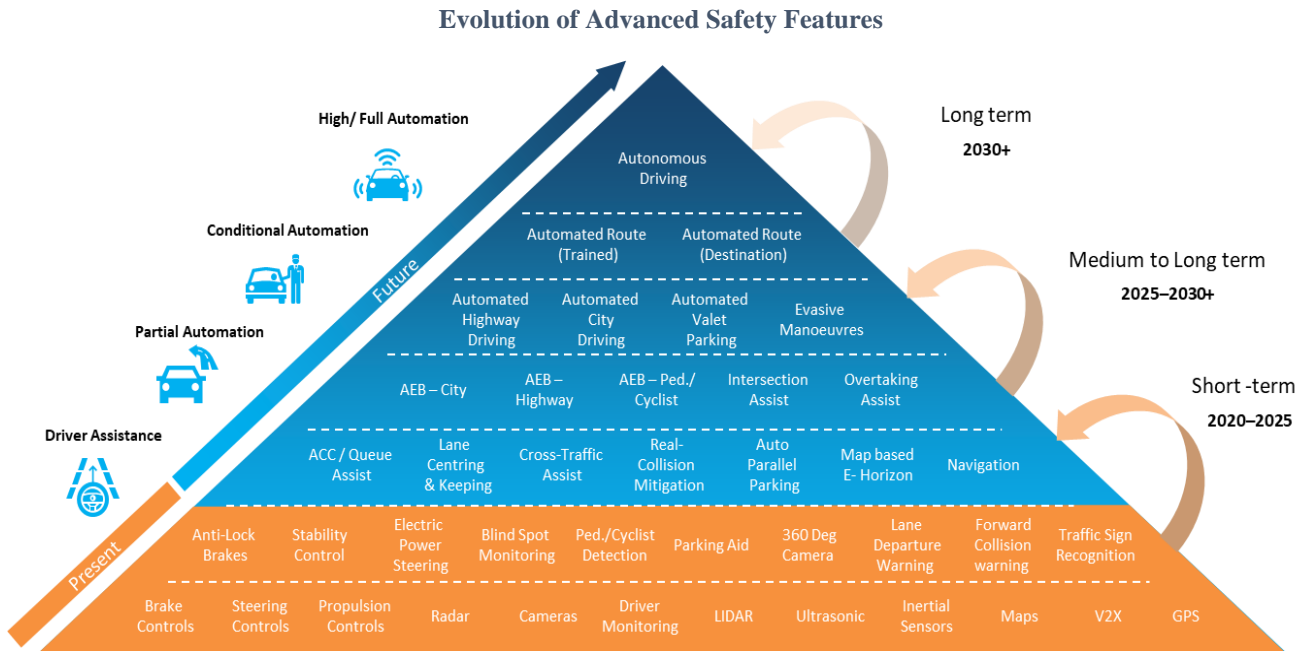 Evolution of Advanced Safety Features
High/ Full Automation
Conditional Automation
Partial Automation
Driver Assistance
Future
Present
Long term
2030+
Medium to Long term
2025–2030+
Short -term
2020–2025
Autonomous
Driving
Automated Route
(Trained)
Automated Route
(Destination)
Automated
Highway
Driving
Automated
City
Driving
Automated
Valet
Parking
Evasive
Manoeuvres
AEB – City
AEB –
Highway
AEB – Ped./
Cyclist
Intersection
Assist
Overtaking
Assist
ACC / Queue
Assist
Lane
Centring
& Keeping
Cross-Traffic
Assist
Real-
Collision
Mitigation
Auto
Parallel
Parking
Map based
E- Horizon
Navigation
Anti-Lock
Brakes
Stability
Control
Electric
Power
Steering
Blind Spot
Monitoring
Ped./Cyclist
Detection
Parking Aid
360 Deg
Camera
Lane
Departure
Warning
Forward
Collision
warning
Traffic Sign
Recognition
Brake
Controls
Steering
Controls
Propulsion
Controls
Radar
Cameras
Driver
Monitoring
LIDAR
Ultrasonic
Inertial
Sensors
Maps
V2X
GPS